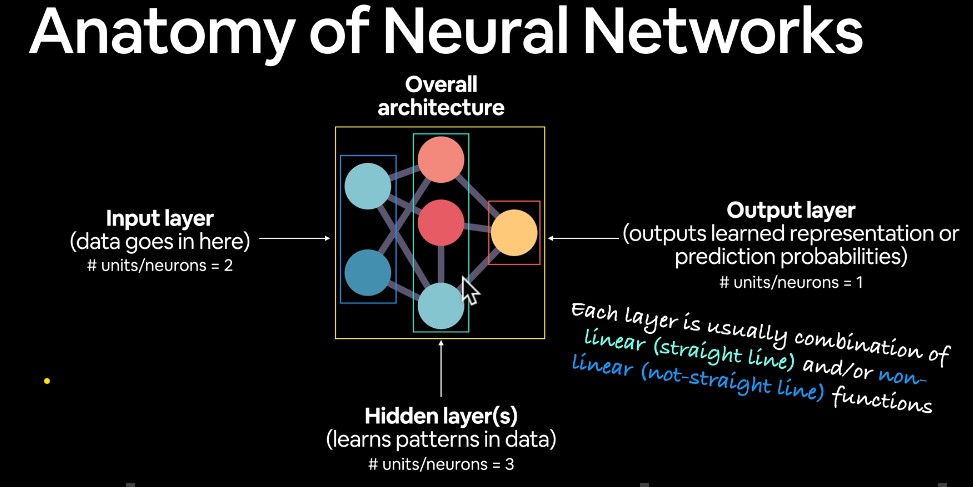 Anatomy of Neural Networks
Overall
architecture
Input layer
(data goes in here)
# units/neurons = 2
Output layer
(outputs learned representation or
prediction probabilities)
# units/neurons = 1
Each layer is usually combination of
linear (straight line) and/or non-
linear (not-straight line) functions
Hidden layer(s)
(learns patterns in data)
# units/neurons = 3